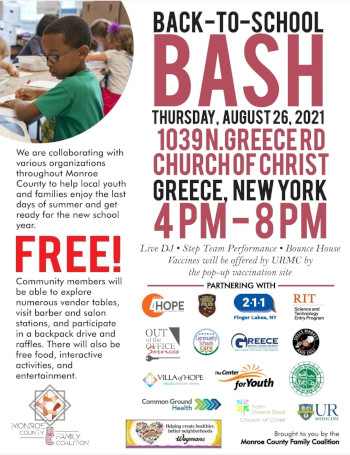 BACK-TO-SCHOOL
BASH
THURSDAY, AUGUST 26, 2021
1039 N.GREECE RD
CHURCH OF CHRIST
GREECE, NEW YORK
4 PM - 8 PM
Live DJ • Step Team Performance • Bounce House
Vaccines will be offered by URMC by
the pop-up vaccination site
We are collaborating with
various organizations
throughout Monroe
County to help local youth
and families enjoy the last
days of summer and get
ready for the new school
year.
FREE!
Community members will
be able to explore
numerous vendor tables,
visit barber and salon
stations, and participate
in a backpack drive and
raffles. There will also be
free food, interactive
activities, and
entertainment.
MONROE
COUNTY
FAMILY
COALITION
PARTNERING WITH
HOPE
2·1·1
Finger Lakes, NY
RIT
Science and
Technology
Entry Program
OUT
of the
OFFICE
Services
GREECE
VILLA of HOPE
The Center
for Youth
Common Ground
Health
North
Greece Road
Church of Christ
UR
MEDICINE
Helping create healthier,
better neighborhoods
Wegmans
Brought to you by the
Monroe County Family Coalition